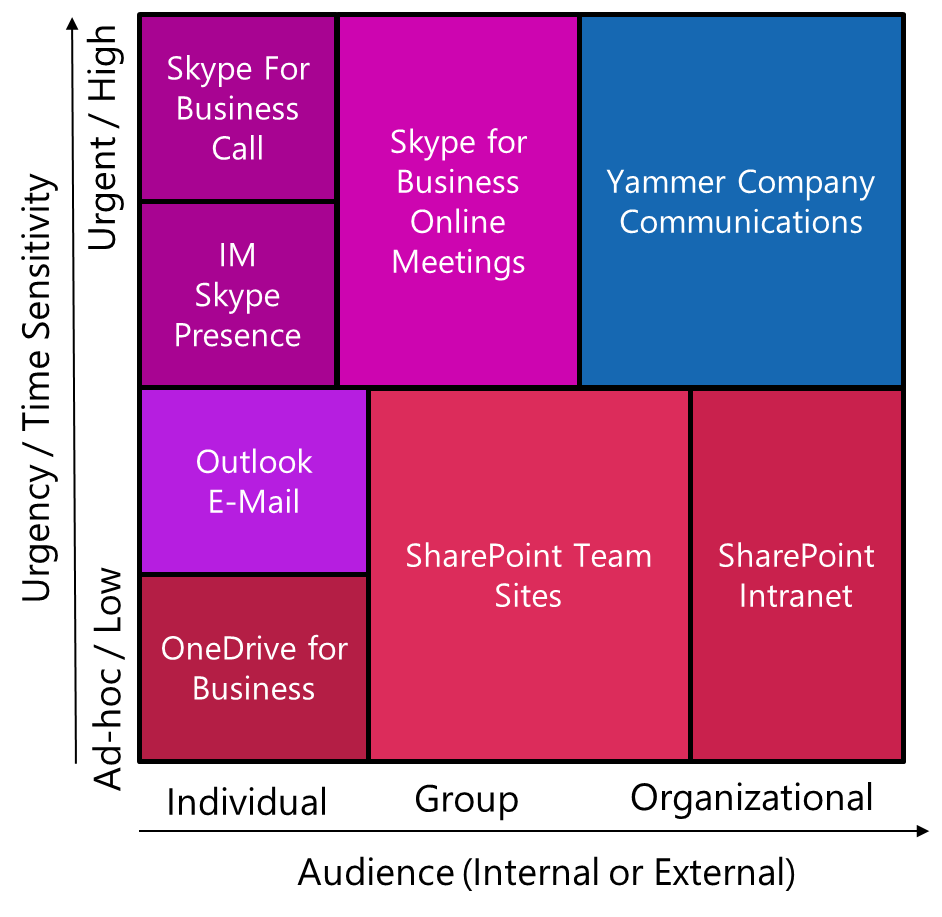 Urgency / Time Sensitivity
Urgent / High
Ad-hoc / Low
Skype For
Business
Call
IM
Skype
Presence
Skype for
Business
Online
Meetings
Yammer Company
Communications
Outlook
E-Mail
OneDrive for
Business
SharePoint Team
Sites
SharePoint
Intranet
Individual
Group
Organizational
Audience (Internal or External)